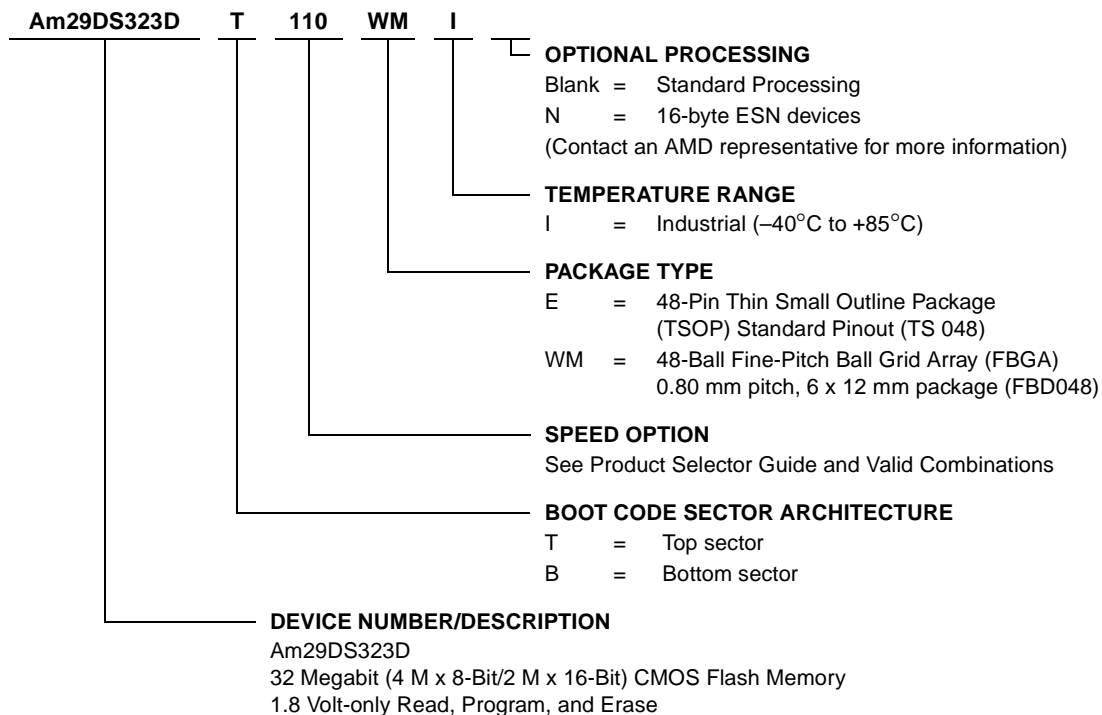 Am29DS323D T 110 WM I
OPTIONAL PROCESSING
Blank = Standard Processing
N = 16-byte ESN devices
(Contact an AMD representative for more information)
TEMPERATURE RANGE
I = Industrial (–40°C to +85°C)
PACKAGE TYPE
E = 48-Pin Thin Small Outline Package
(TSOP) Standard Pinout (TS 048)
WM = 48-Ball Fine-Pitch Ball Grid Array (FBGA)
0.80 mm pitch, 6 x 12 mm package (FBD048)
SPEED OPTION
See Product Selector Guide and Valid Combinations
BOOT CODE SECTOR ARCHITECTURE
T = Top sector
B = Bottom sector
DEVICE NUMBER/DESCRIPTION
Am29DS323D
32 Megabit (4 M x 8-Bit/2 M x 16-Bit) CMOS Flash Memory
1.8 Volt-only Read, Program, and Erase